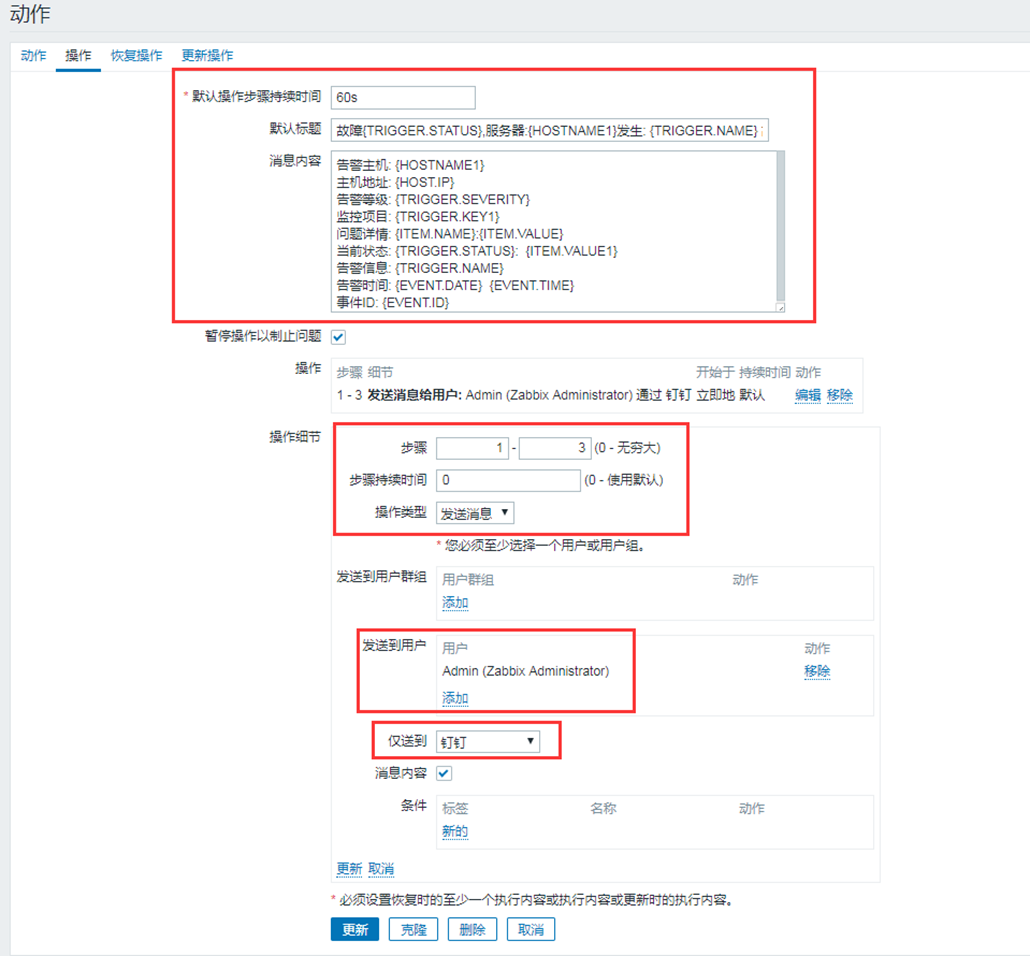 动作
动作 操作 恢复操作 更新操作
* 默认操作步骤持续时间 60s
默认标题 故障{TRIGGER.STATUS},服务器:{HOSTNAME1}发生: {TRIGGER.NAME}
消息内容 告警主机: {HOSTNAME1}
主机地址: {HOST.IP}
告警等级: {TRIGGER.SEVERITY}
监控项目: {TRIGGER.KEY1}
问题详情: {ITEM.NAME}:{ITEM.VALUE}
当前状态: {TRIGGER.STATUS}: {ITEM.VALUE1}
告警信息: {TRIGGER.NAME}
告警时间: {EVENT.DATE} {EVENT.TIME}
事件ID: {EVENT.ID}
暂停操作以制止问题
操作 步骤 细节 开始于 持续时间 动作
1 - 3 发送消息给用户: Admin (Zabbix Administrator) 通过 钉钉 立即地 默认 编辑 移除
操作细节
步骤 1 - 3 (0 - 无穷大)
步骤持续时间 0 (0 - 使用默认)
操作类型 发送消息
* 您必须至少选择一个用户或用户组。
发送到用户群组 用户群组 动作
添加
发送到用户 用户 动作
Admin (Zabbix Administrator) 移除
添加
仅送到 钉钉
消息内容
条件 标签 名称 动作
新的
更新 取消
* 必须设置恢复时的至少一个执行内容或执行内容或更新时的执行内容。
更新 克隆 删除 取消